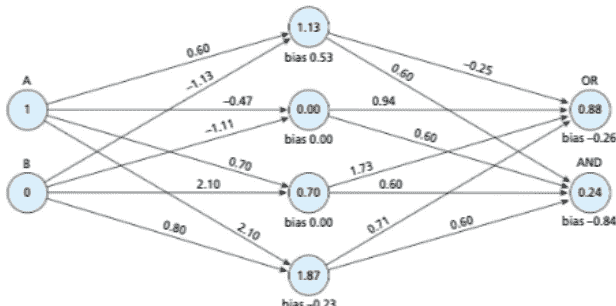 A
1
B
0
0.60
-1.13
-0.47
-1.11
0.70
2.10
2.10
0.80
1.13
bias 0.53
0.00
bias 0.00
0.70
bias 0.00
1.87
bias -0.23
-0.25
0.60
0.94
0.60
1.73
0.60
0.71
0.60
OR
0.88
bias -0.26
AND
0.24
bias -0.84